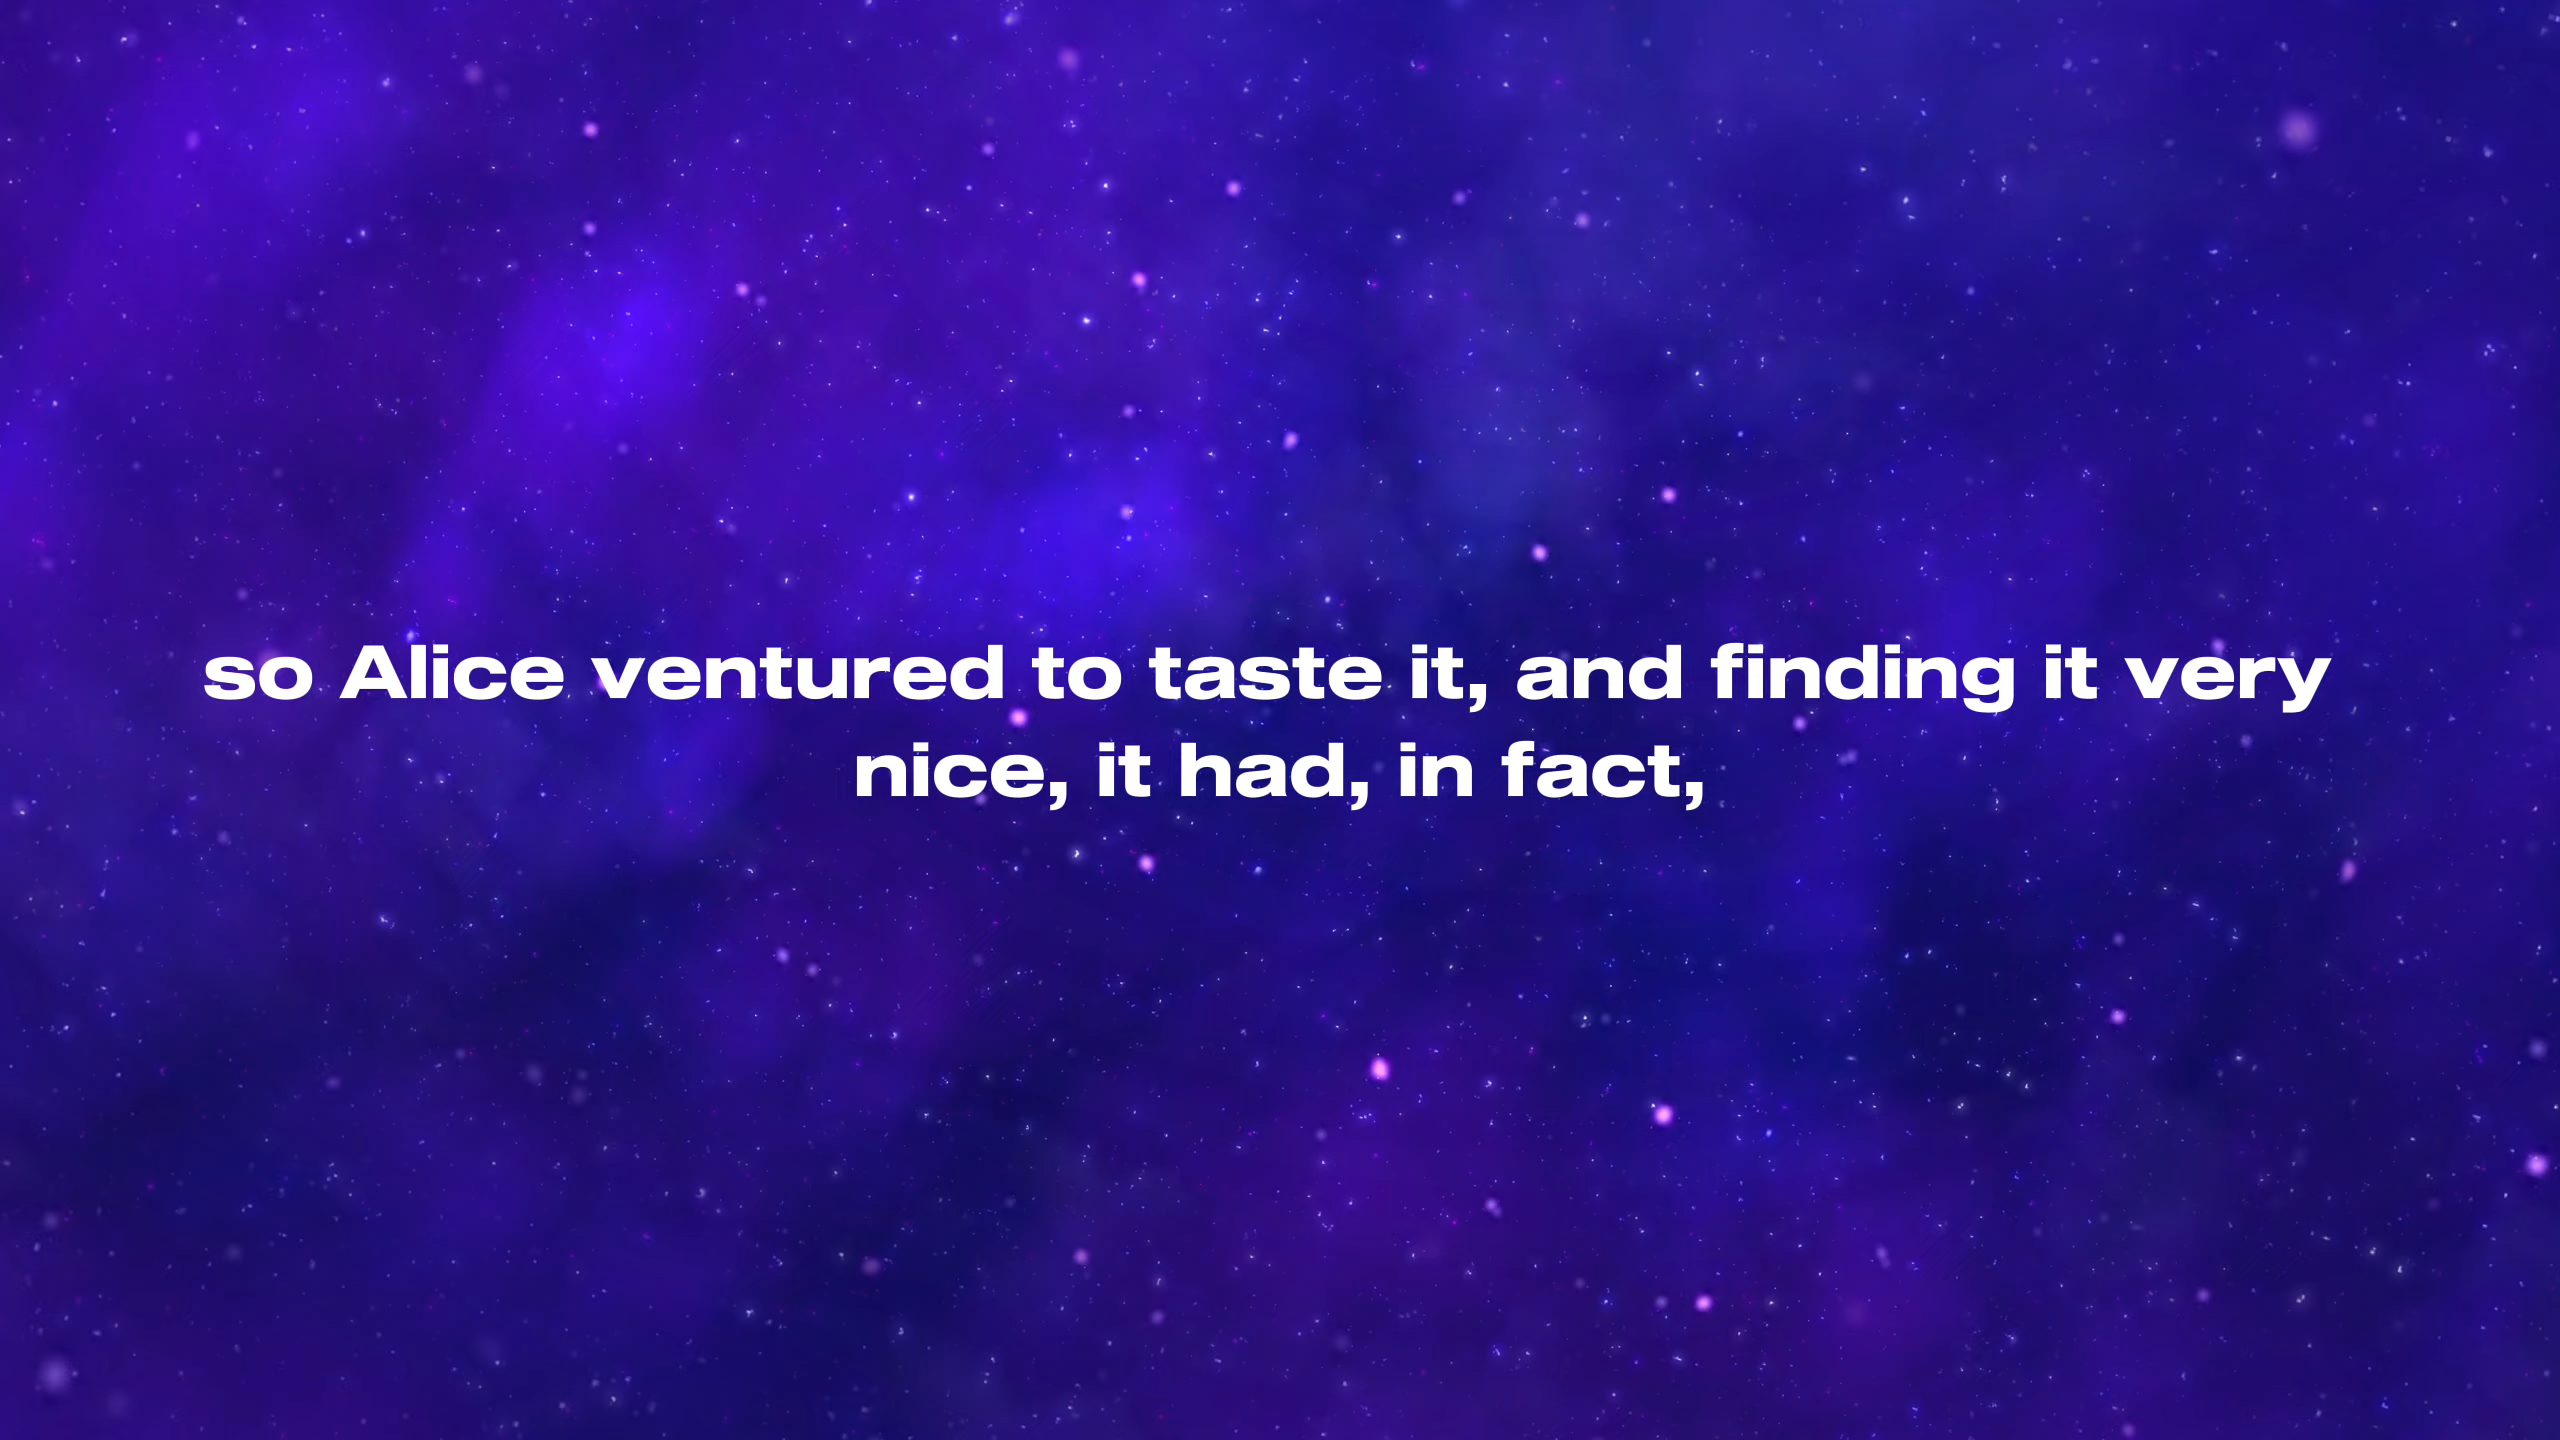 so Alice ventured to taste it, and finding it very
nice, it had, in fact,